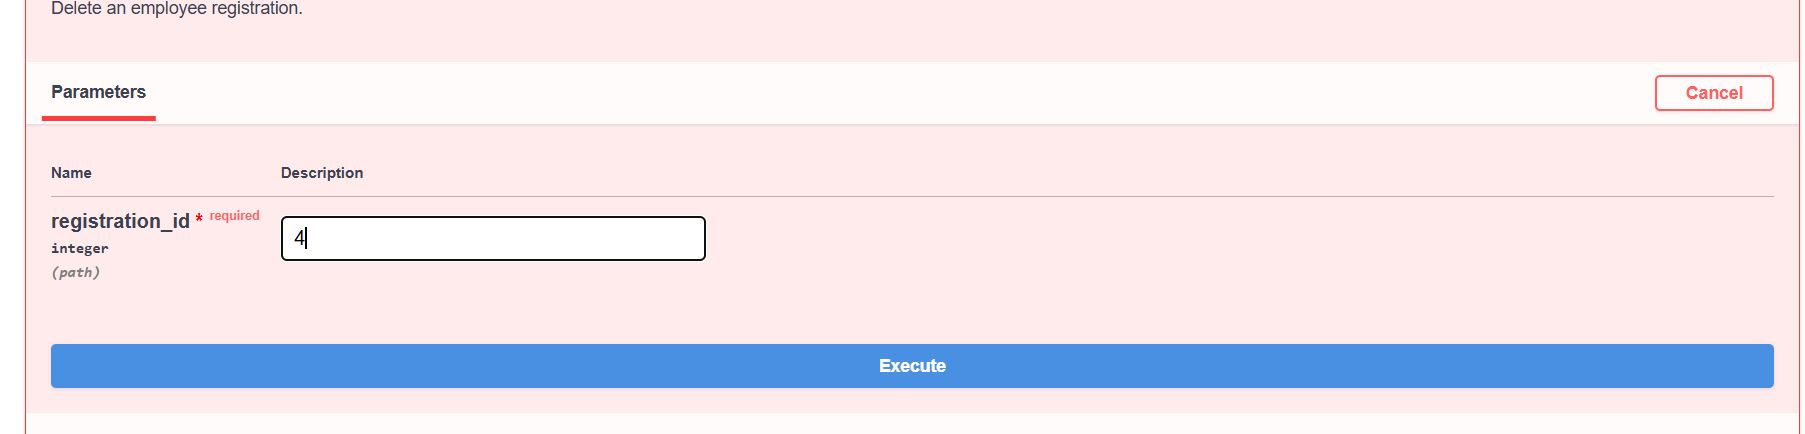 Delete an employee registration.
Parameters
Cancel
Name Description
registration_id * required
4
integer
(path)
Execute